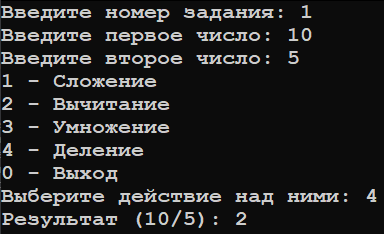 Введите номер задания: 1
Введите первое число: 10
Введите второе число: 5
1 - Сложение
2 - Вычитание
3 - Умножение
4 - Деление
0 - Выход
Выберите действие над ними: 4
Результат (10/5): 2